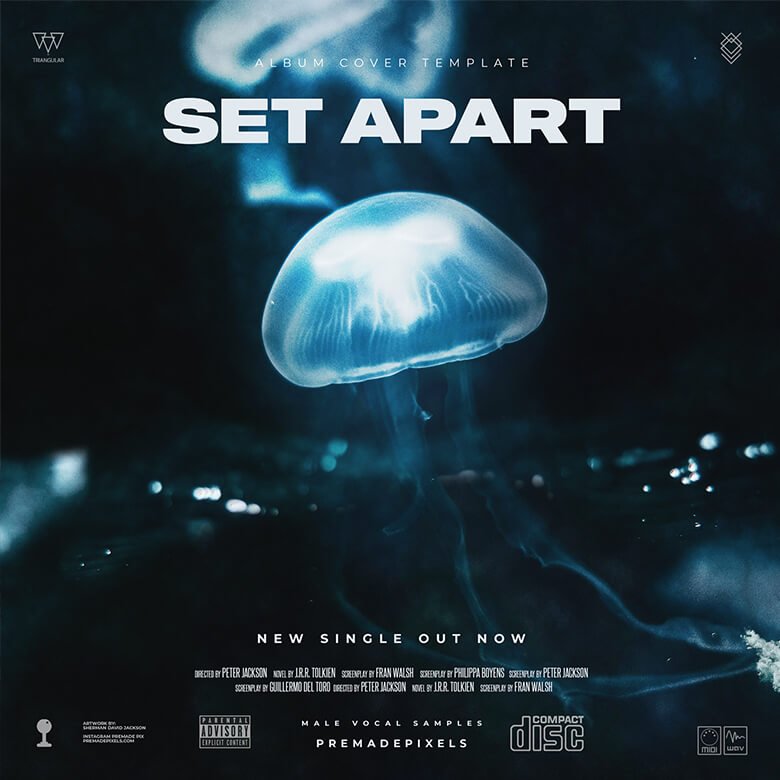 ALBUM COVER TEMPLATE
TRIANGULAR
SET APART
NEW SINGLE OUT NOW
DIRECTED BY PETER JACKSON NOVEL BY J.R.R. TOLKIEN SCREENPLAY BY FRAN WALSH SCREENPLAY BY PHILIPPA BOYENS SCREENPLAY BY PETER JACKSON
SCREENPLAY BY GUILLERMO DEL TORO DIRECTED BY PETER JACKSON NOVEL BY J.R.R. TOLKIEN SCREENPLAY BY FRAN WALSH
ARTWORK BY:
SHERHAN DAVID JACKSON
INSTAGRAM PREMADE PIX
PREMADEPIXELS.COM
PARENTAL
ADVISORY
EXPLICIT CONTENT
MALE VOCAL SAMPLES
PREMADEPIXELS
COMPACT
disc
MIDI
WAV